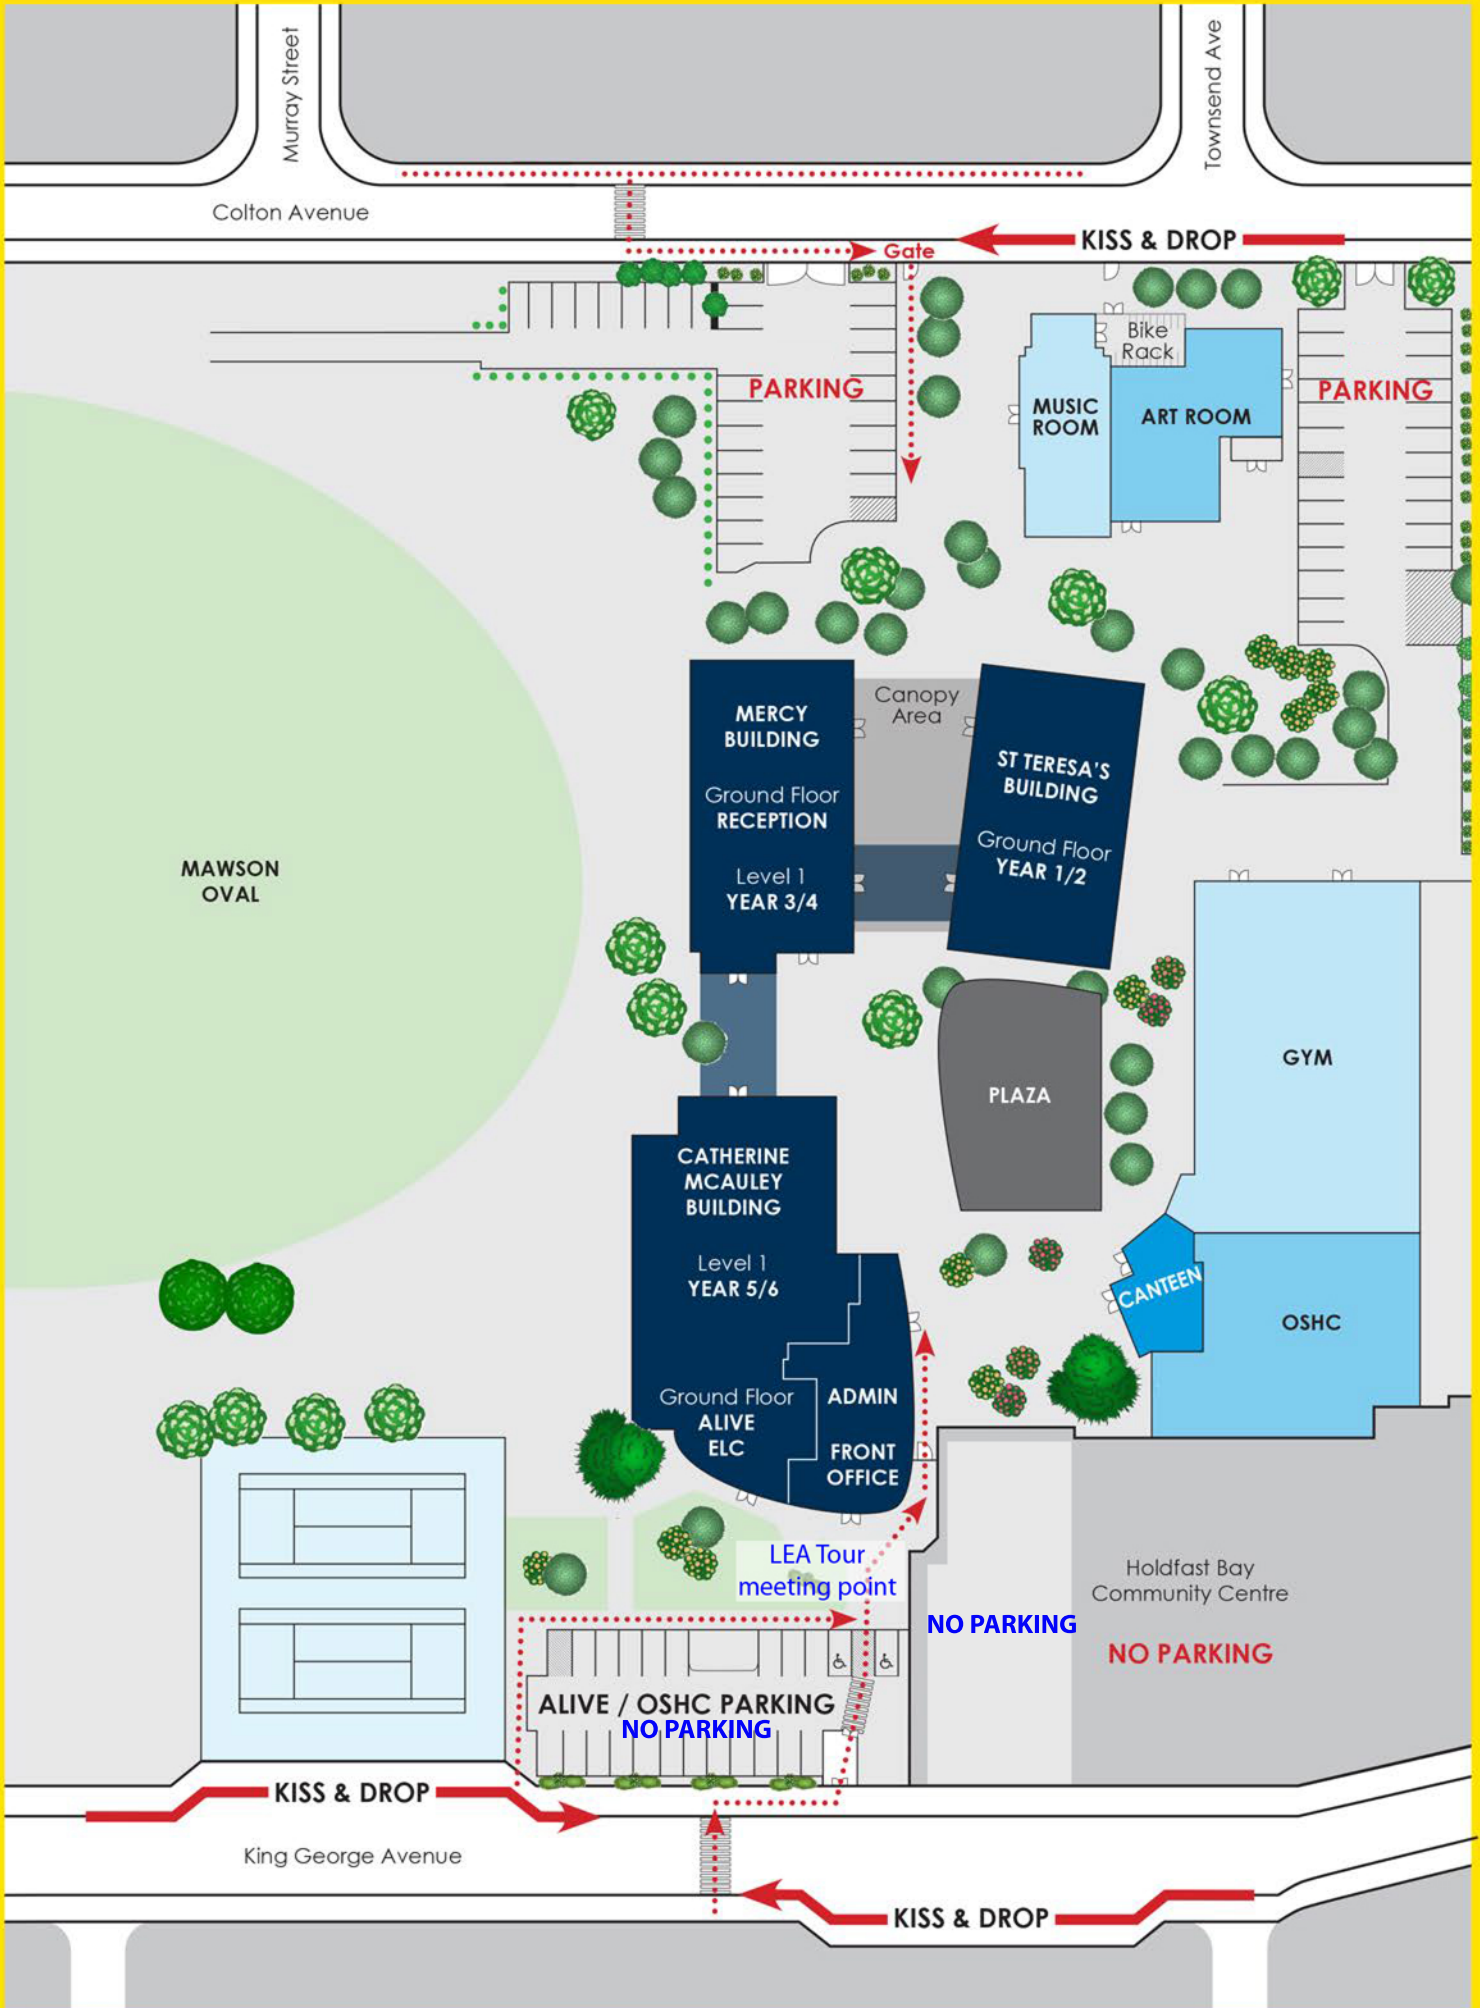 Murray Street
Townsend Ave
Colton Avenue
KISS & DROP
Gate
Bike
Rack
PARKING
PARKING
MUSIC
ROOM
ART ROOM
Canopy
Area
MERCY
BUILDING
Ground Floor
RECEPTION
Level 1
YEAR 3/4
ST TERESA'S
BUILDING
Ground Floor
YEAR 1/2
MAWSON
OVAL
GYM
PLAZA
CATHERINE
MCAULEY
BUILDING
Level 1
YEAR 5/6
CANTEEN
OSHC
Ground Floor
ALIVE
ELC
ADMIN
FRONT
OFFICE
LEA Tour
meeting point
Holdfast Bay
Community Centre
NO PARKING
NO PARKING
ALIVE / OSHC PARKING
NO PARKING
KISS & DROP
King George Avenue
KISS & DROP